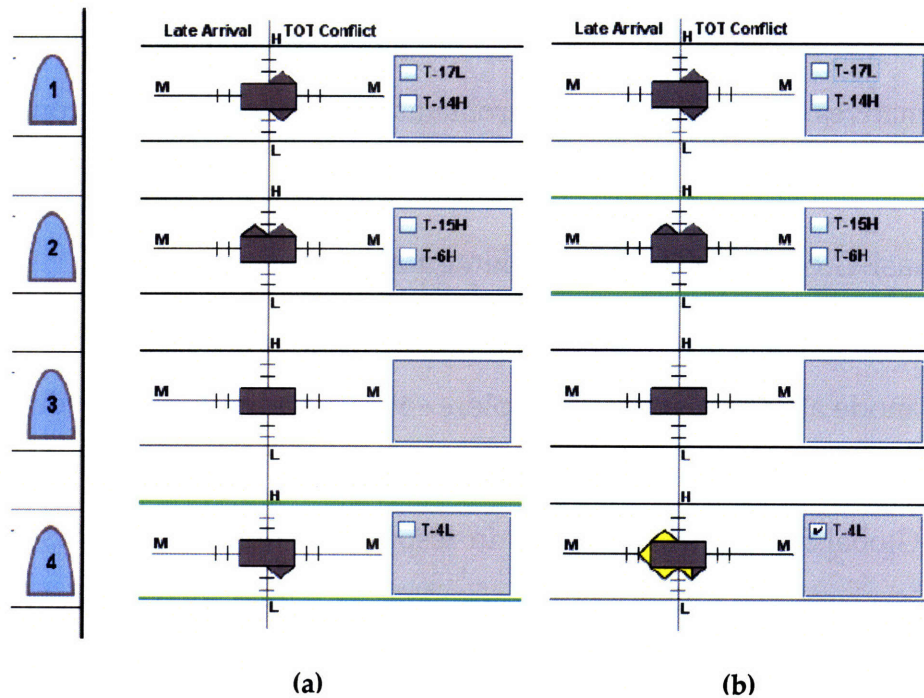 Late Arrival TOT Conflict
H
M M
L
1
T-17L
T-14H
H
M M
L
2
T-15H
T-6H
H
M M
L
3
H
M M
L
4
T-4L
(a)
Late Arrival TOT Conflict
H
M M
L
T-17L
T-14H
H
M M
L
T-15H
T-6H
H
M M
L
H
M M
L
T-4L
(b)